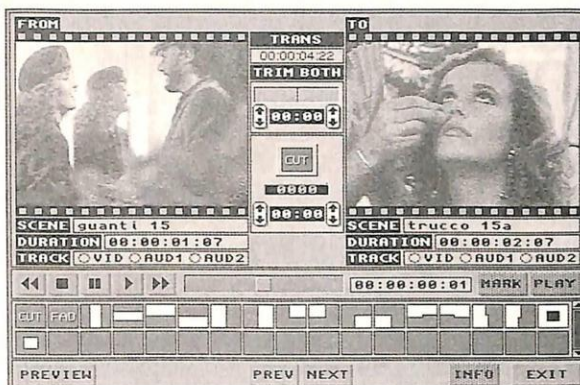 FROM
TRANS
TO
00:00:04:22
TRIM BOTH
00:00
CUT
0000
00:00
SCENE guanti 15
DURATION 00:00:01:07
TRACK VID AUD1 AUD2
SCENE trucco 15a
DURATION 00:00:02:07
TRACK VID AUD1 AUD2
00:00:00:01 MARK PLAY
CUT FAD
PREVIEW PREV NEXT INFO EXIT